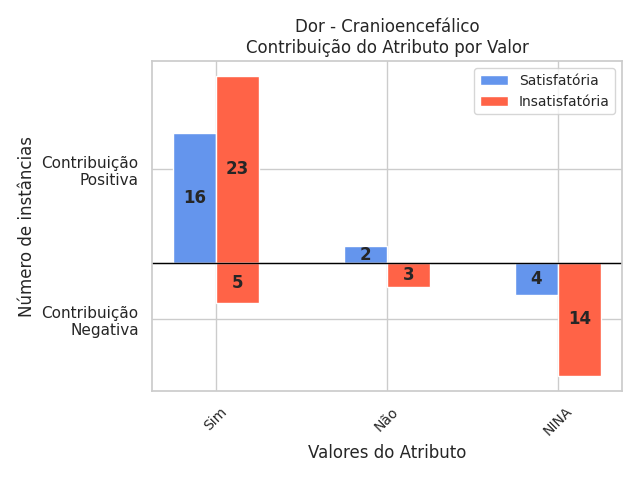 Dor - Cranioencefálico
Contribuição do Atributo por Valor
Satisfatória
Insatisfatória
Número de instâncias
Contribuição
Positiva
Contribuição
Negativa
16
23
5
2
3
4
14
Sim
Não
NINA
Valores do Atributo